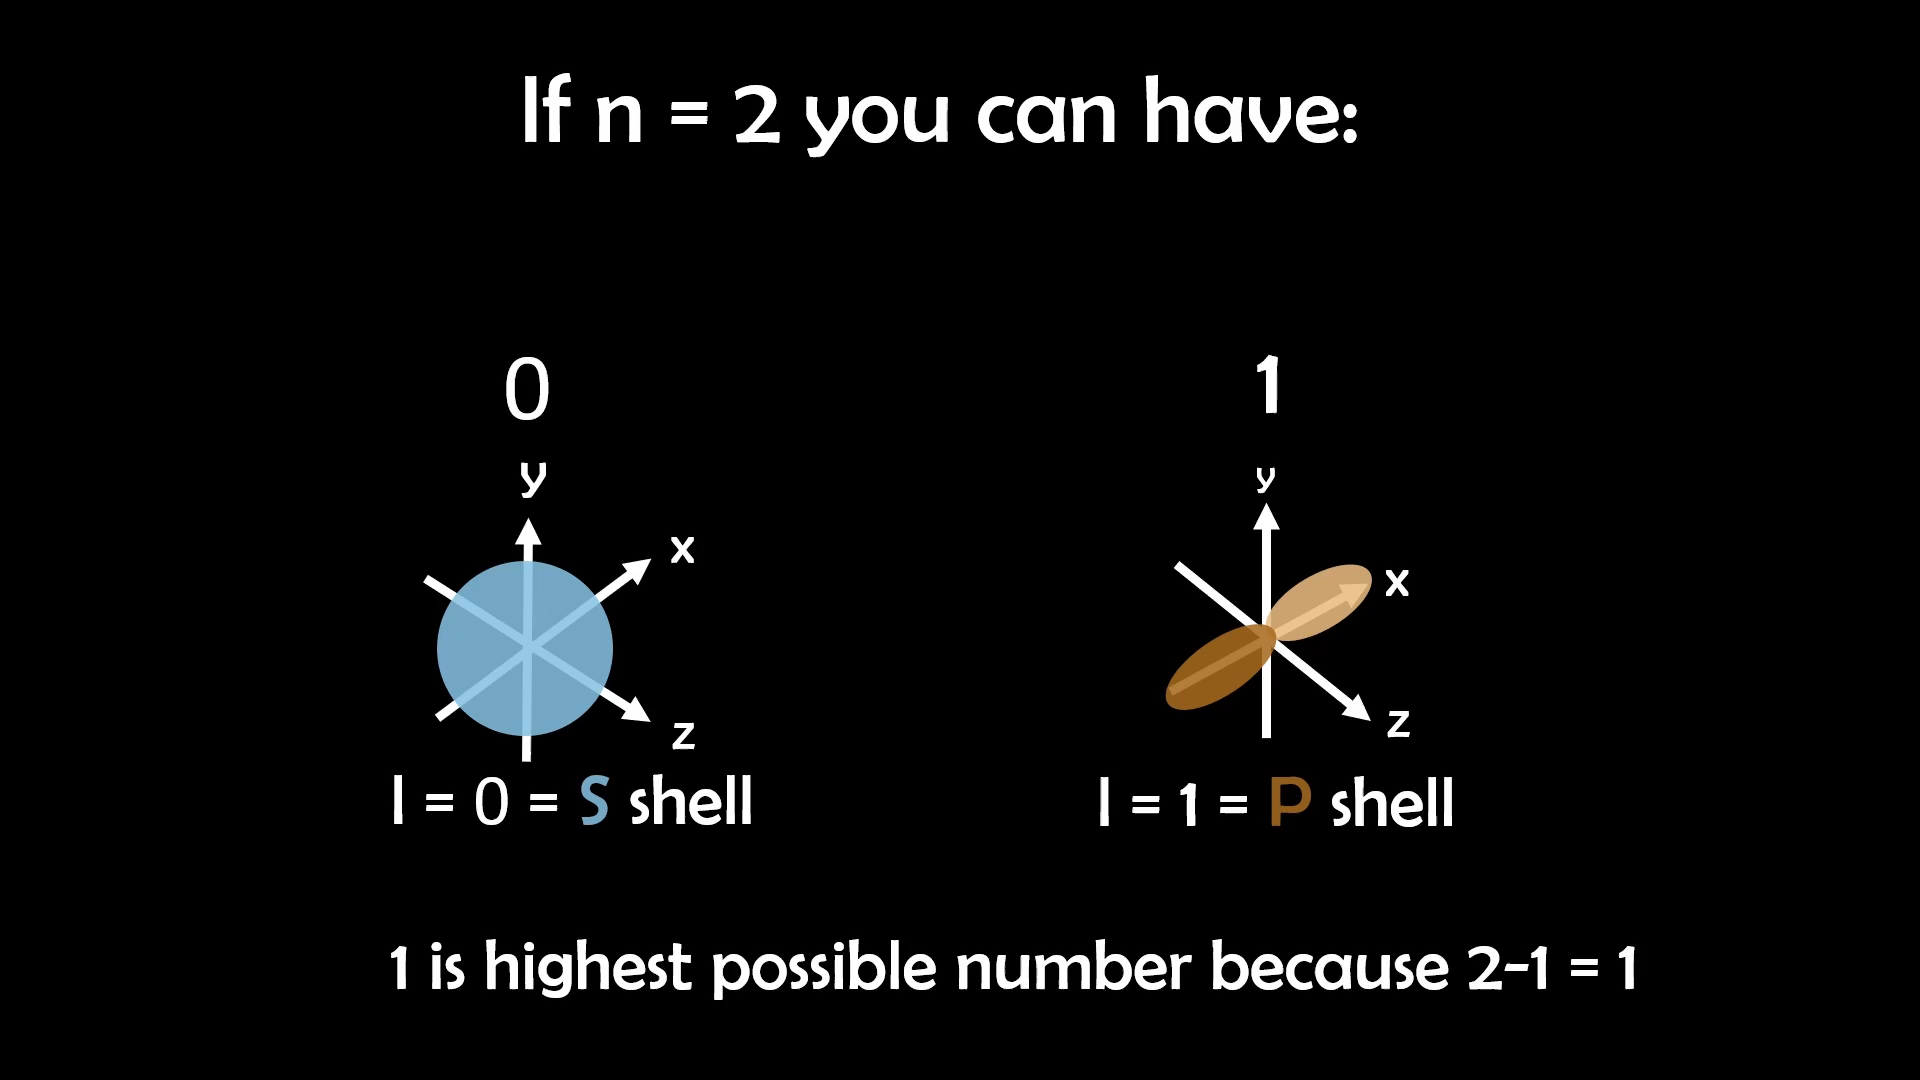 If n = 2 you can have:
0
1
y
y
x
x
z
z
l = 0 = S shell
l = 1 = P shell
1 is highest possible number because 2-1 = 1